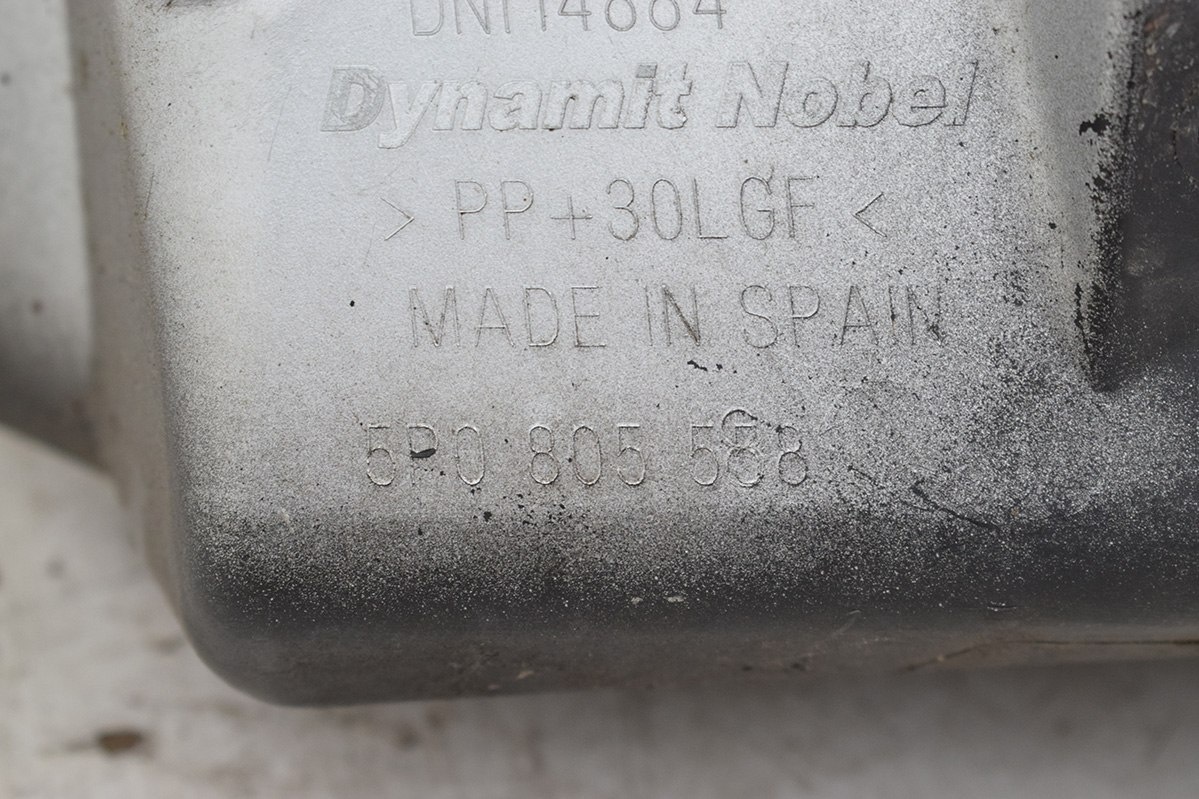 Dynamit Nobel
> PP+30LGF <
MADE IN SPAIN
5P0 805 588